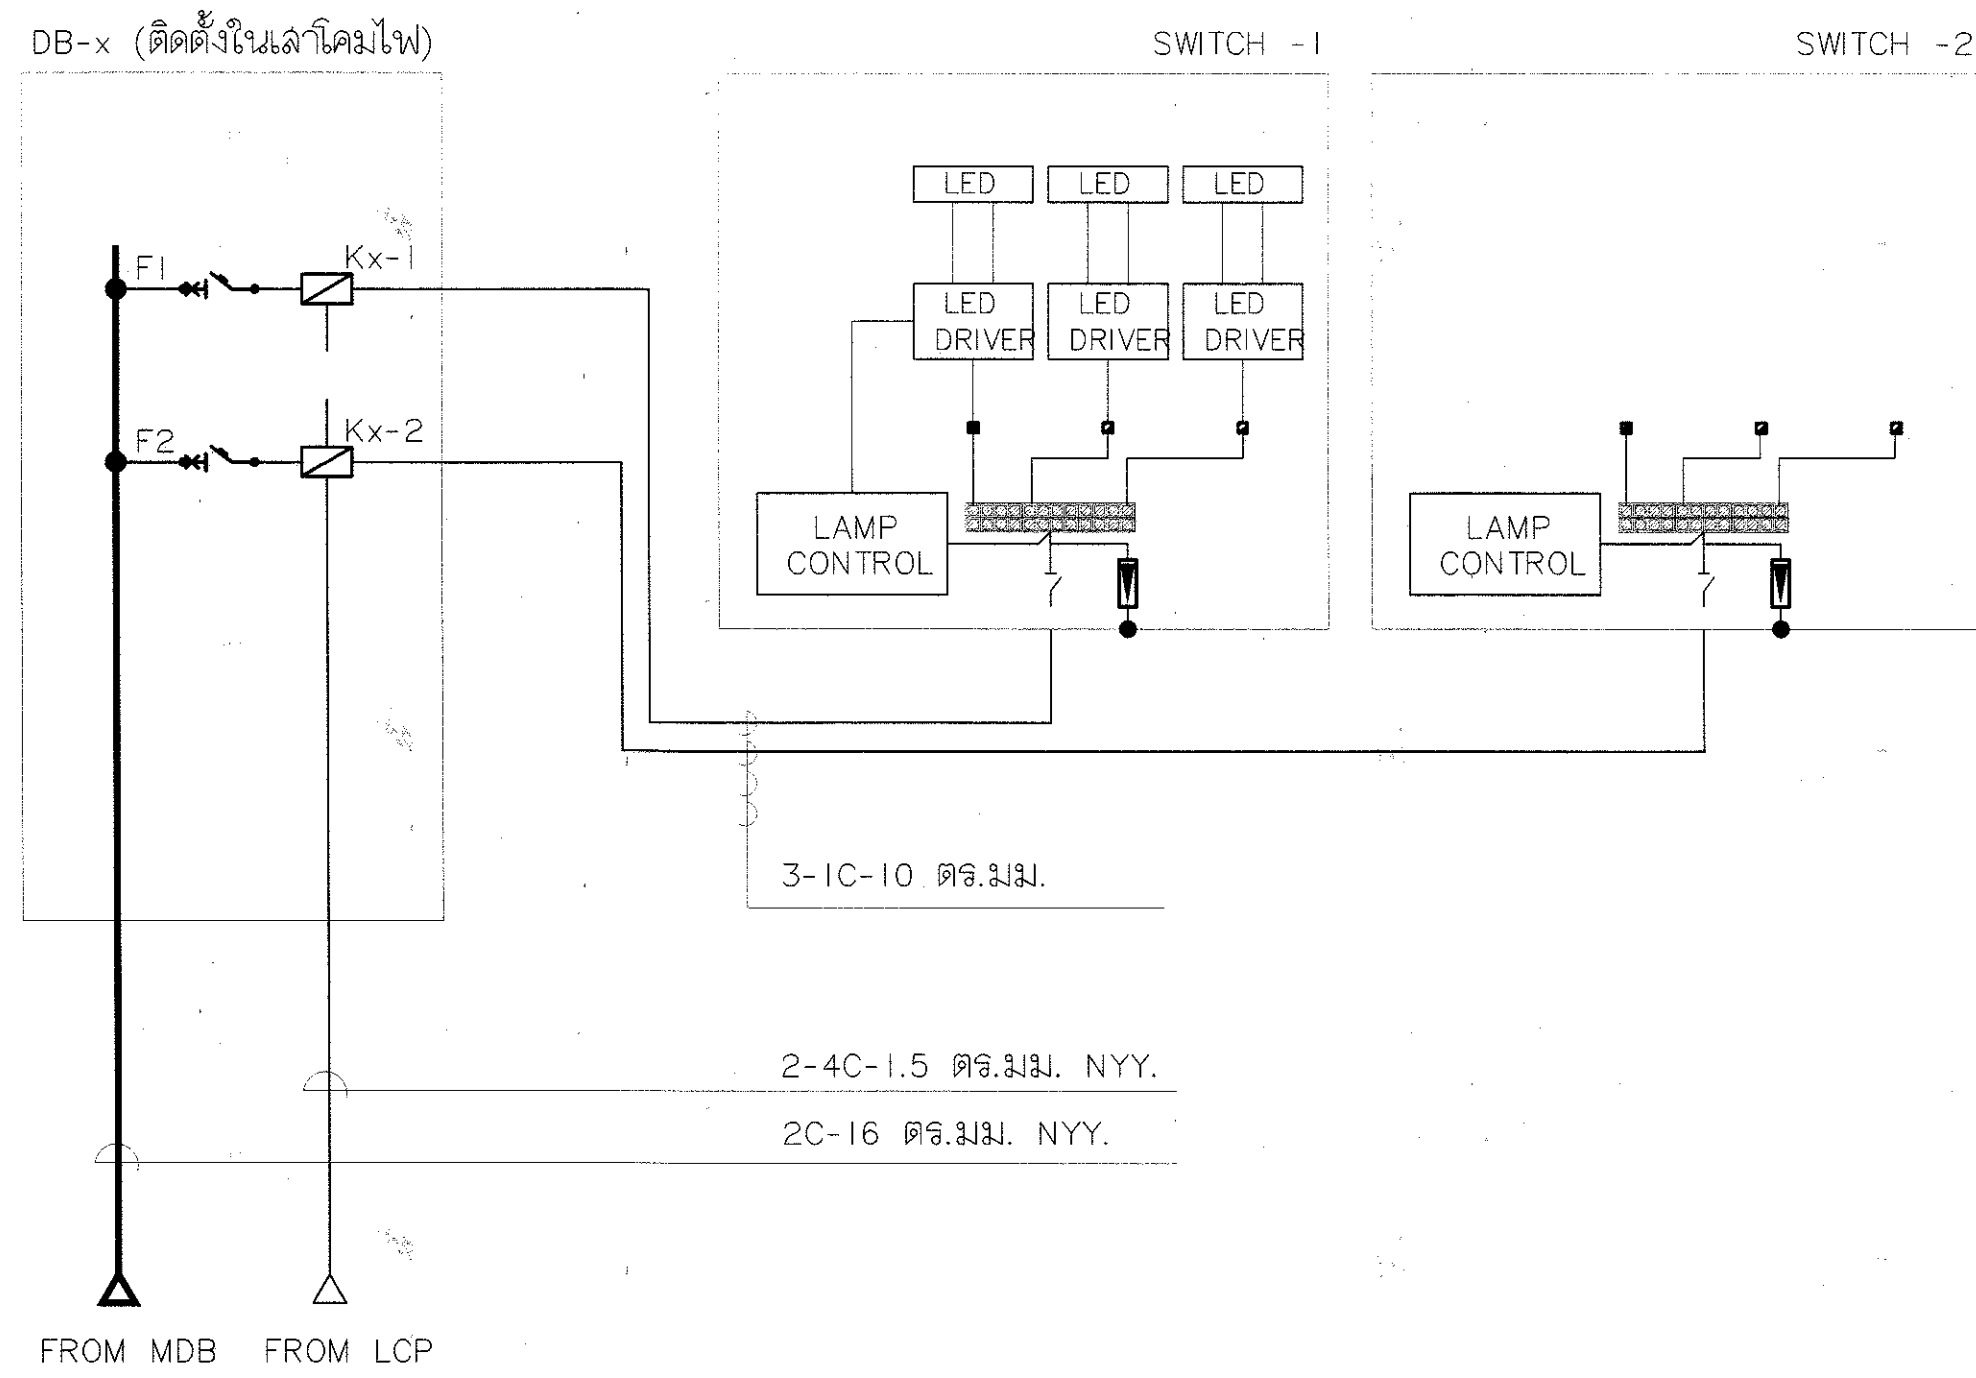 DB-x (ติดตั้งในเสาโคมไฟ)
SWITCH -1
SWITCH -2
LED
LED
LED
F1
Kx-1
LED
DRIVER
LED
DRIVER
LED
DRIVER
F2
Kx-2
LAMP
CONTROL
LAMP
CONTROL
3-1C-10 ตร.มม.
2-4C-1.5 ตร.มม. NYY.
2C-16 ตร.มม. NYY.
FROM MDB
FROM LCP